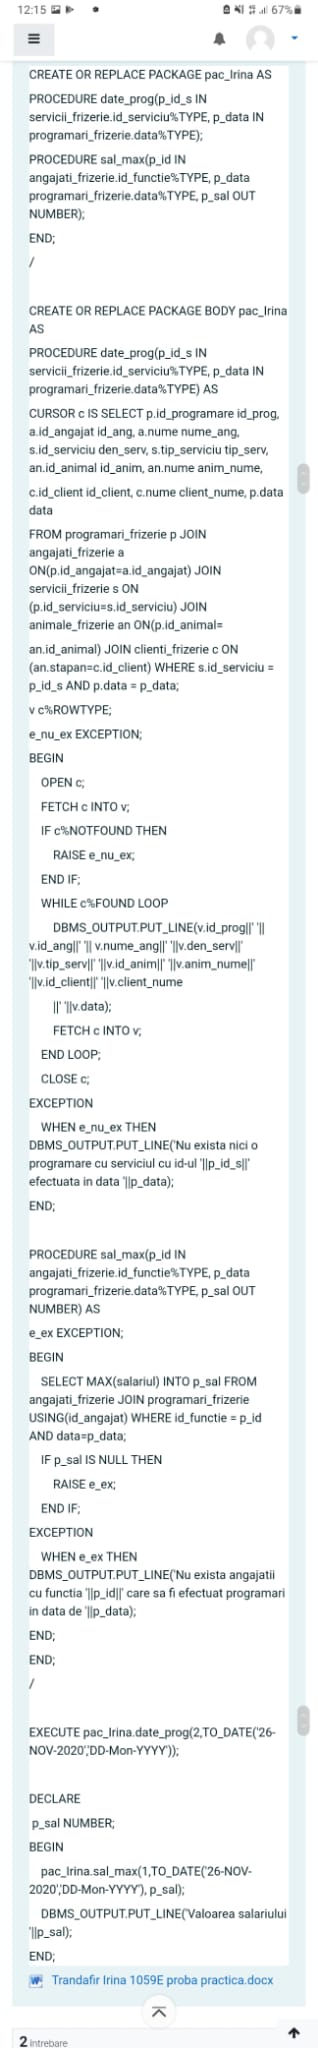 12:15 67%
CREATE OR REPLACE PACKAGE pac_Irina AS
PROCEDURE date_prog(p_id_s IN
servicii_frizerie.id_serviciu%TYPE, p_data IN
programari_frizerie.data%TYPE);
PROCEDURE sal_max(p_id IN
angajati_frizerie.id_functie%TYPE, p_data
programari_frizerie.data%TYPE, p_sal OUT
NUMBER);
END;
/
CREATE OR REPLACE PACKAGE BODY pac_Irina
AS
PROCEDURE date_prog(p_id_s IN
servicii_frizerie.id_serviciu%TYPE, p_data IN
programari_frizerie.data%TYPE) AS
CURSOR c IS SELECT p.id_programare id_prog,
a.id_angajat id_ang, a.nume nume_ang,
s.id_serviciu den_serv, s.tip_serviciu tip_serv,
an.id_animal id_anim, an.nume anim_nume,
c.id_client id_client, c.nume client_nume, p.data
data
FROM programari_frizerie p JOIN
angajati_frizerie a
ON(p.id_angajat=a.id_angajat) JOIN
servicii_frizerie s ON
(p.id_serviciu=s.id_serviciu) JOIN
animale_frizerie an ON(p.id_animal=
an.id_animal) JOIN clienti_frizerie c ON
(an.stapan=c.id_client) WHERE s.id_serviciu =
p_id_s AND p.data = p_data;
v c%ROWTYPE;
e_nu_ex EXCEPTION;
BEGIN
OPEN c;
FETCH c INTO v;
IF c%NOTFOUND THEN
RAISE e_nu_ex;
END IF;
WHILE c%FOUND LOOP
DBMS_OUTPUT.PUT_LINE(v.id_prog||' '||
v.id_ang||' '|| v.nume_ang||' '||v.den_serv||'
'||v.tip_serv||' '||v.id_anim||' '||v.anim_nume||'
'||v.id_client||' '||v.client_nume
||' '||v.data);
FETCH c INTO v;
END LOOP;
CLOSE c;
EXCEPTION
WHEN e_nu_ex THEN
DBMS_OUTPUT.PUT_LINE('Nu exista nici o
programare cu serviciul cu id-ul '||p_id_s||'
efectuata in data '||p_data);
END;
PROCEDURE sal_max(p_id IN
angajati_frizerie.id_functie%TYPE, p_data
programari_frizerie.data%TYPE, p_sal OUT
NUMBER) AS
e_ex EXCEPTION;
BEGIN
SELECT MAX(salariul) INTO p_sal FROM
angajati_frizerie JOIN programari_frizerie
USING(id_angajat) WHERE id_functie = p_id
AND data=p_data;
IF p_sal IS NULL THEN
RAISE e_ex;
END IF;
EXCEPTION
WHEN e_ex THEN
DBMS_OUTPUT.PUT_LINE('Nu exista angajatii
cu functia '||p_id||' care sa fi efectuat programari
in data de '||p_data);
END;
END;
/
EXECUTE pac_Irina.date_prog(2,TO_DATE('26-
NOV-2020','DD-Mon-YYYY'));
DECLARE
p_sal NUMBER;
BEGIN
pac_Irina.sal_max(1,TO_DATE('26-NOV-
2020','DD-Mon-YYYY'), p_sal);
DBMS_OUTPUT.PUT_LINE('Valoarea salariului
'||p_sal);
END;
Trandafir Irina 1059E proba practica.docx
2 Intrebare